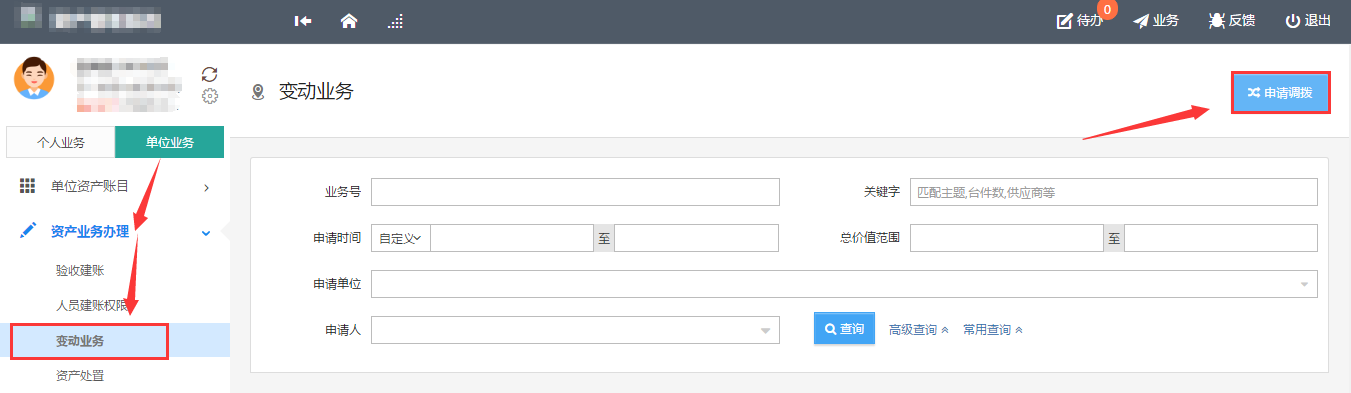 待办 0 业务 反馈 退出
变动业务 申请调拨
个人业务 单位业务
单位资产账目
资产业务办理
验收建账
人员建账权限
变动业务
资产处置
业务号 关键字 匹配主题,台件数,供应商等
申请时间 自定义 至 总价值范围 至
申请单位
申请人 查询 高级查询 常用查询